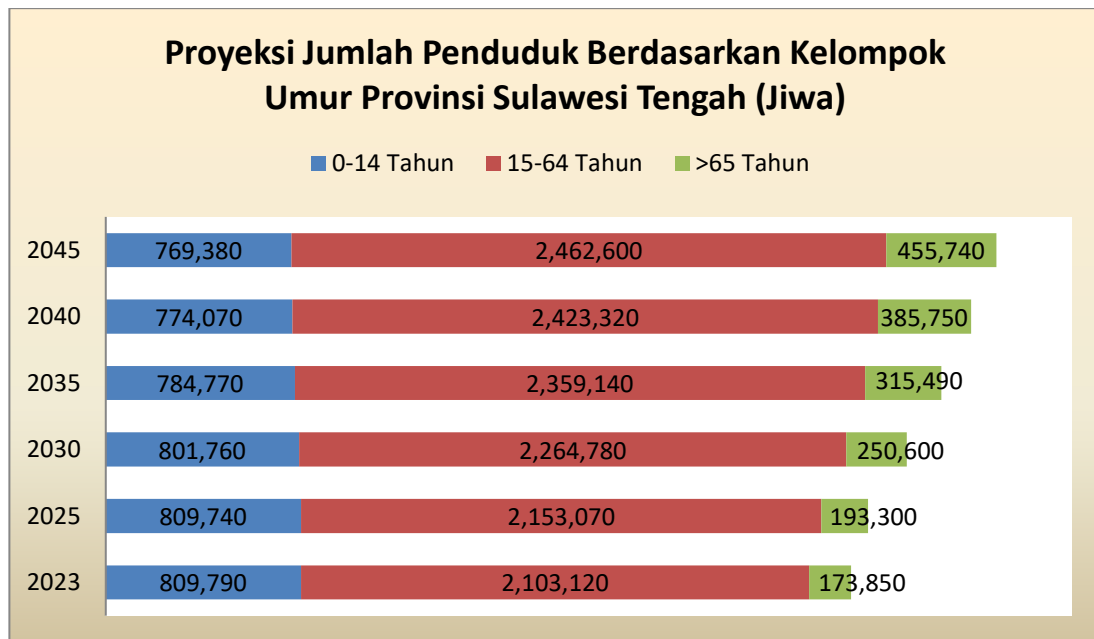 Proyeksi Jumlah Penduduk Berdasarkan Kelompok
Umur Provinsi Sulawesi Tengah (Jiwa)
0-14 Tahun 15-64 Tahun >65 Tahun
2045 769,380 2,462,600 455,740
2040 774,070 2,423,320 385,750
2035 784,770 2,359,140 315,490
2030 801,760 2,264,780 250,600
2025 809,740 2,153,070 193,300
2023 809,790 2,103,120 173,850